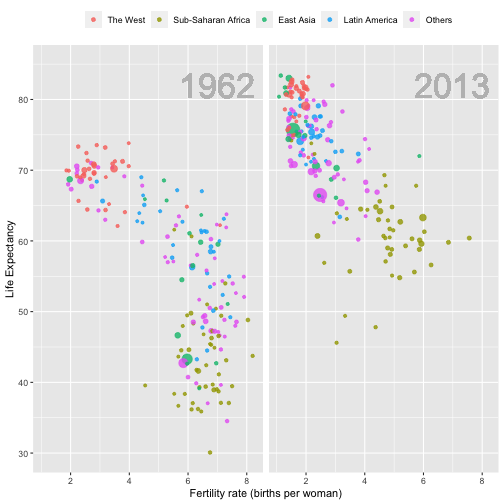 The West Sub-Saharan Africa East Asia Latin America Others
1962 2013
Life Expectancy
80
70
60
50
40
30
2 4 6 8 2 4 6 8
Fertility rate (births per woman)